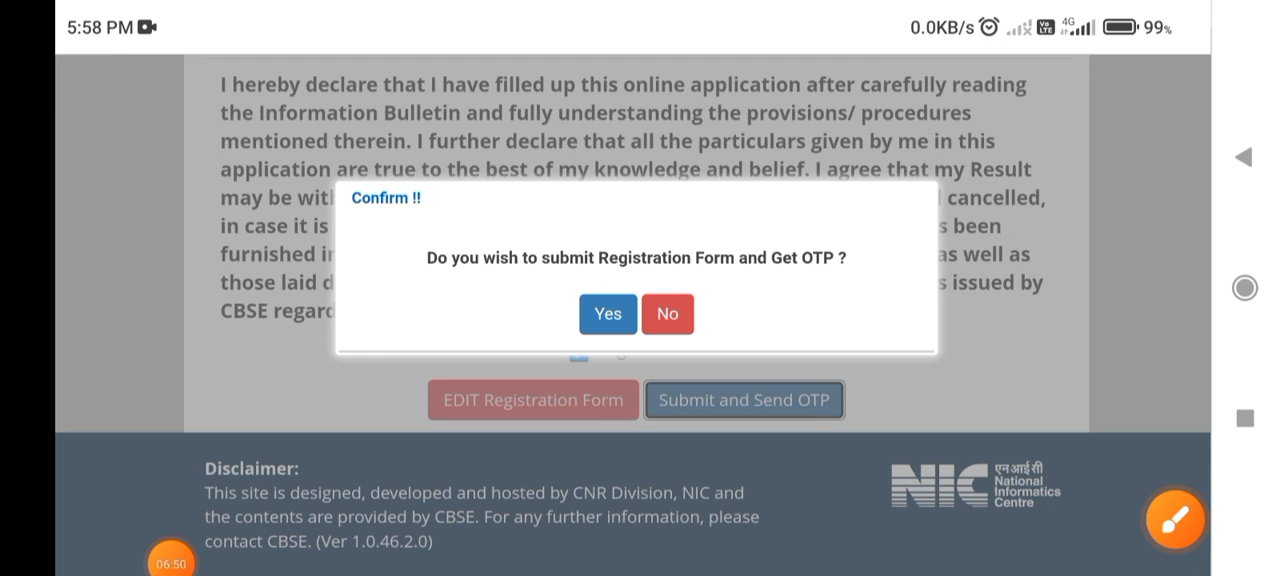 5:58 PM
0.0KB/s
Vo LTE
4G
99%
I hereby declare that I have filled up this online application after carefully reading
the Information Bulletin and fully understanding the provisions/ procedures
mentioned therein. I further declare that all the particulars given by me in this
application are true to the best of my knowledge and belief. I agree that my Result
may be
cancelled,
in case it is
been
furnished
as well as
those laid
issued by
CBSE
Confirm !!
Do you wish to submit Registration Form and Get OTP ?
Yes
No
EDIT Registration Form
Submit and Send OTP
Disclaimer:
This site is designed, developed and hosted by CNR Division, NIC and
the contents are provided by CBSE. For any further information, please
contact CBSE. (Ver 1.0.46.2.0)
NIC
एनआईसी
National
Informatics
Centre
06:50